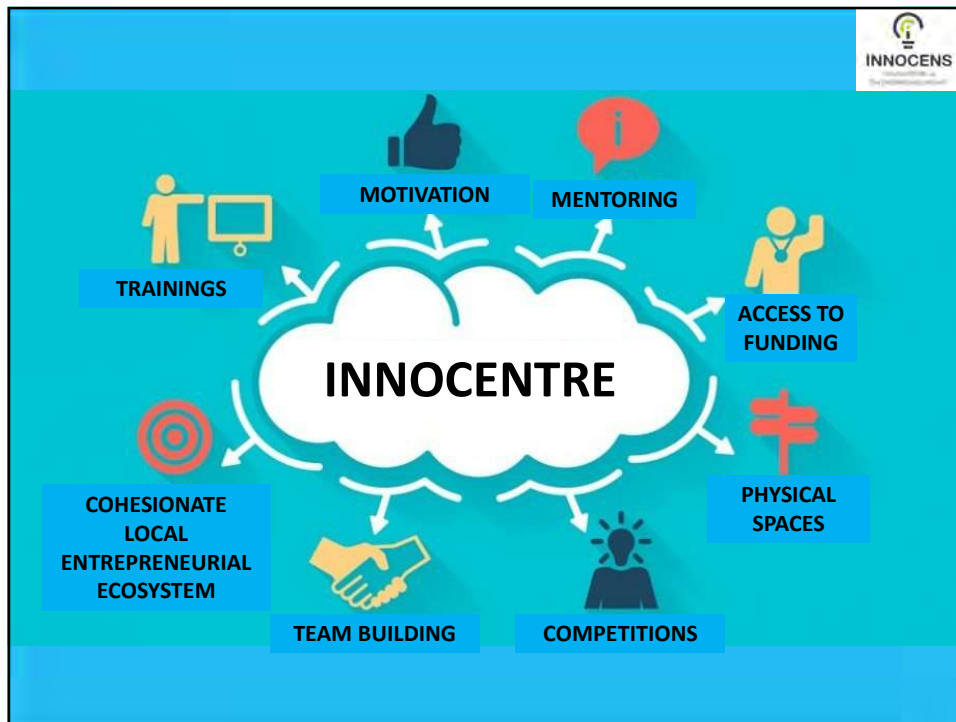 INNOCENS
MOTIVATION
MENTORING
TRAININGS
ACCESS TO
FUNDING
INNOCENTRE
COHESIONATE
LOCAL
ENTREPRENEURIAL
ECOSYSTEM
PHYSICAL
SPACES
TEAM BUILDING
COMPETITIONS